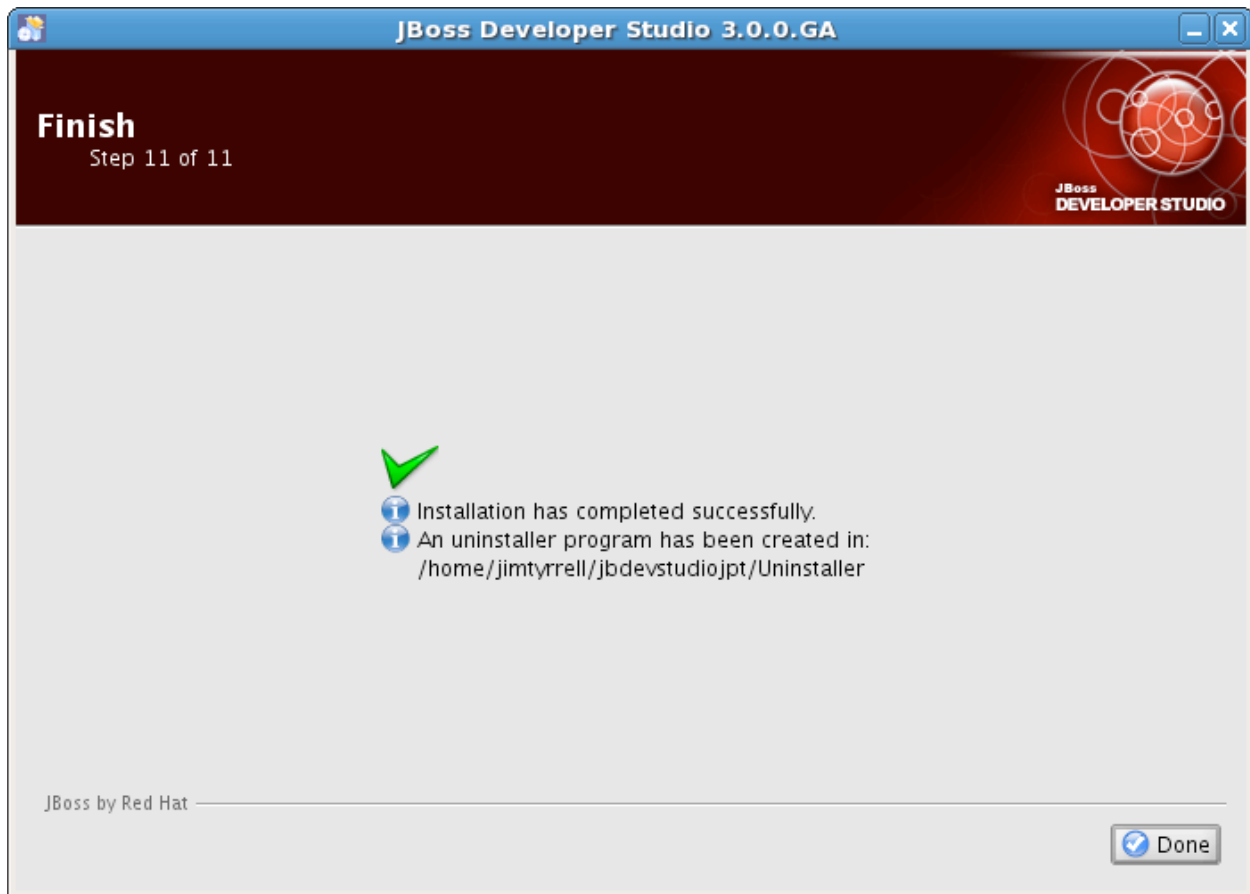 JBoss Developer Studio 3.0.0.GA
Finish
Step 11 of 11
JBoss
DEVELOPER STUDIO
Installation has completed successfully.
An uninstaller program has been created in:
/home/jimtyrrell/jbdevstudiojpt/Uninstaller
JBoss by Red Hat
Done